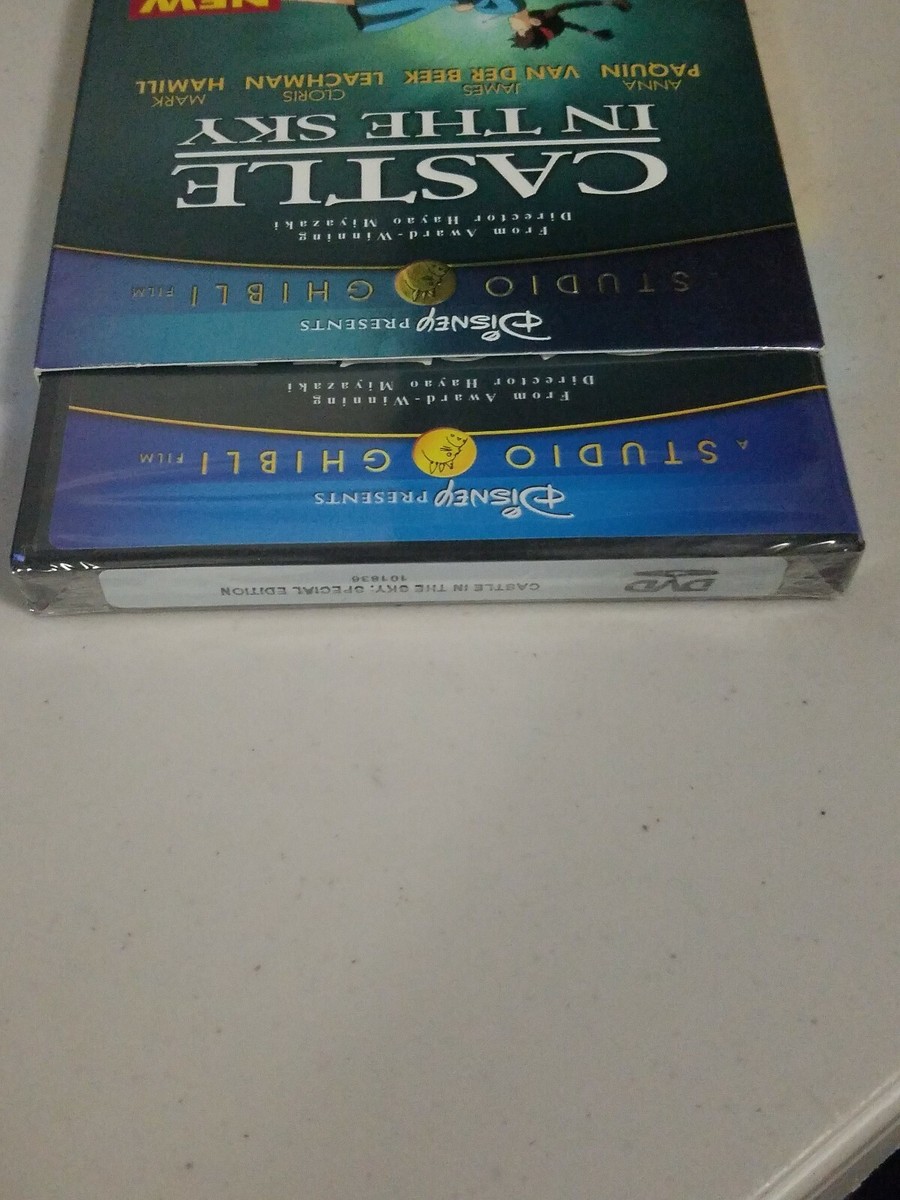 DISNEY PRESENTS
A STUDIO GHIBLI FILM
From Award-Winning
Director Hayao Miyazaki
CASTLE
IN THE SKY
ANNA PAQUIN JAMES VAN DER BEEK CLORIS LEACHMAN MARK HAMILL
NEW
DVD CASTLE IN THE SKY: SPECIAL EDITION
101836
DISNEY PRESENTS
A STUDIO GHIBLI FILM
From Award-Winning
Director Hayao Miyazaki